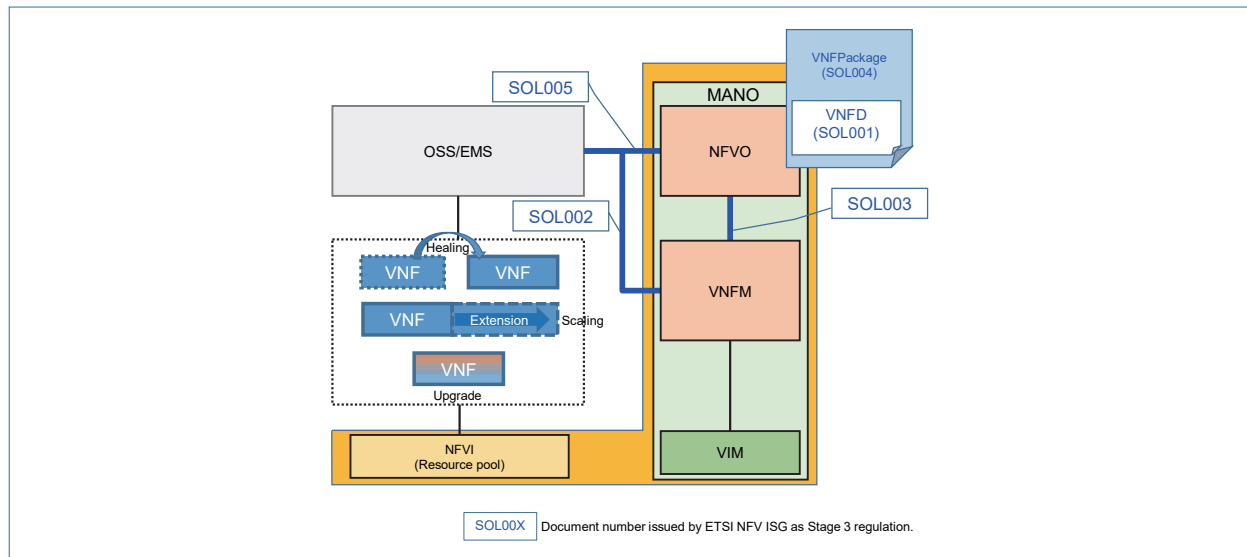 VNFPackage
(SOL004)
SOL005
MANO
VNFD
(SOL001)
OSS/EMS
NFVO
SOL002
SOL003
Healing
VNF
VNF
VNFM
VNF
Extension
Scaling
VNF
Upgrade
NFVI
(Resource pool)
VIM
SOL00X
Document number issued by ETSI NFV ISG as Stage 3 regulation.